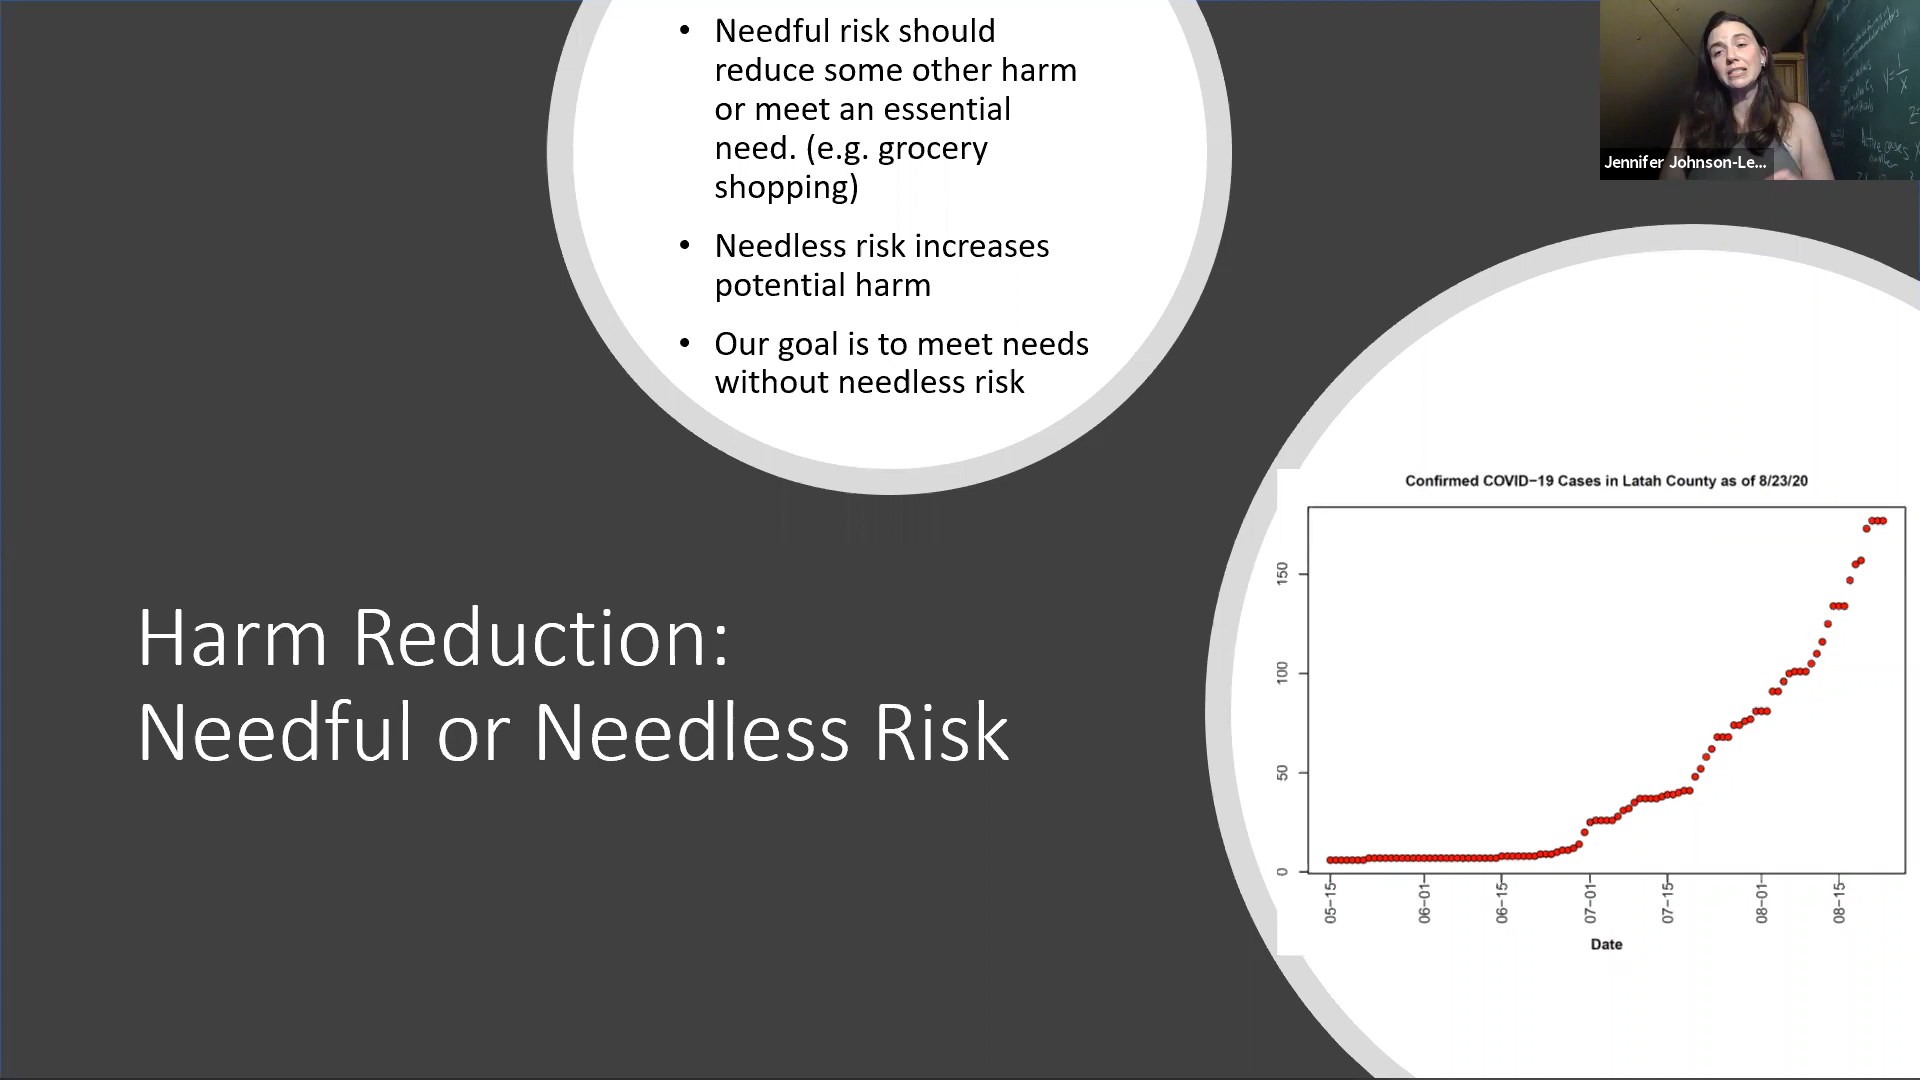 • Needful risk should
reduce some other harm
or meet an essential
need. (e.g. grocery
shopping)
• Needless risk increases
potential harm
• Our goal is to meet needs
without needless risk
Harm Reduction:
Needful or Needless Risk
Jennifer Johnson-Le...
Y=1/X
Active cases
Confirmed COVID−19 Cases in Latah County as of 8/23/20
150
100
50
0
05−15
06−01
06−15
07−01
07−15
08−01
08−15
Date